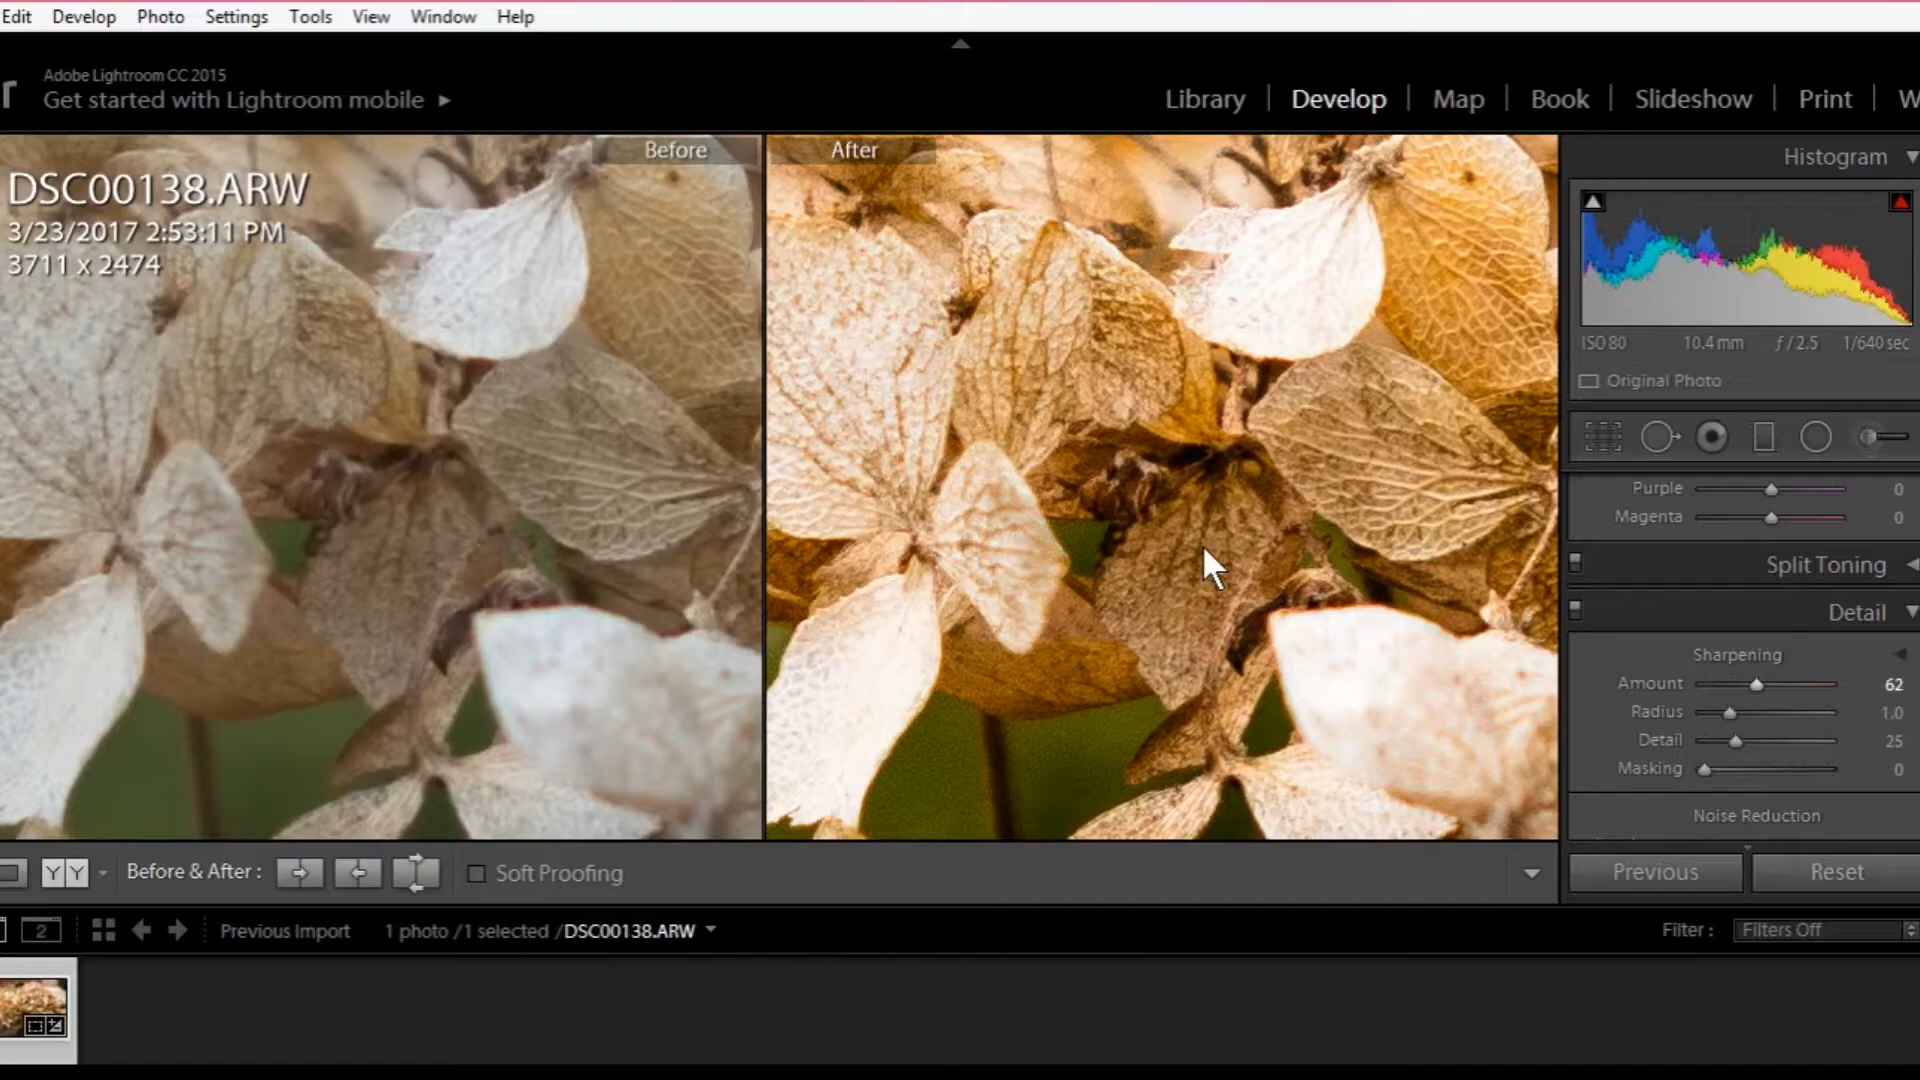 Edit Develop Photo Settings Tools View Window Help
Adobe Lightroom CC 2015
Get started with Lightroom mobile
Library | Develop | Map | Book | Slideshow | Print |
Before
After
DSC00138.ARW
3/23/2017 2:53:11 PM
3711 x 2474
Histogram
ISO 80 10.4 mm ƒ / 2.5 1/640 sec
Original Photo
Purple 0
Magenta 0
Split Toning
Detail
Sharpening
Amount 62
Radius 1.0
Detail 25
Masking 0
Noise Reduction
Y Y Before & After : Soft Proofing
Previous Reset
2 Previous Import 1 photo / 1 selected / DSC00138.ARW Filter : Filters Off